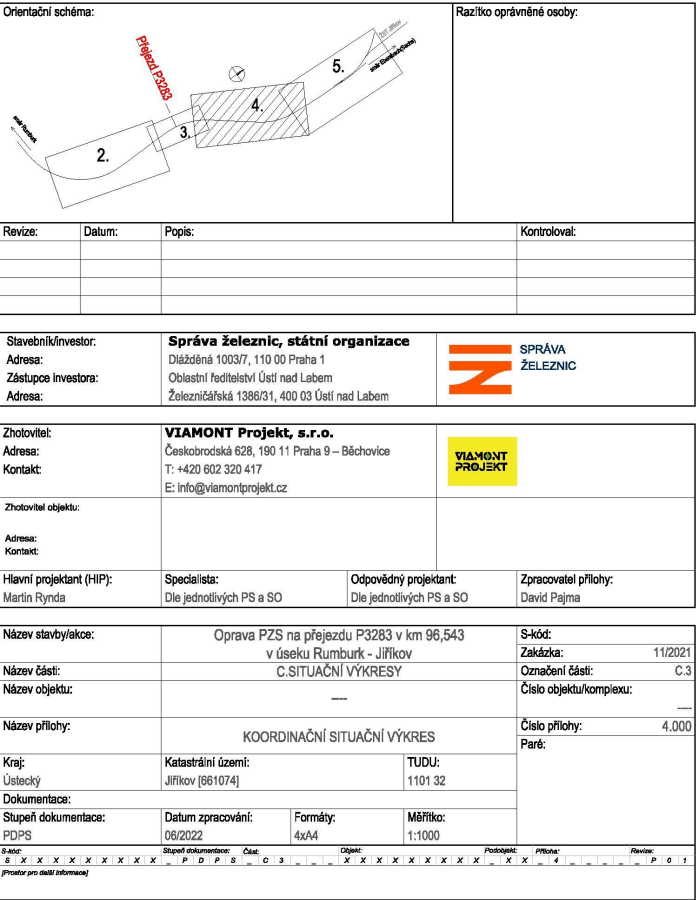 Orientační schéma:
Razítko oprávněné osoby:
Přejezd P3283
ŽST Jiříkov
směr Ebersbach(Sachs)
směr Rumburk
2.
3.
4.
5.
Revize: Datum: Popis: Kontroloval:
Stavebník/investor: Správa železnic, státní organizace
Adresa: Dlážděná 1003/7, 110 00 Praha 1
Zástupce investora: Oblastní ředitelství Ústí nad Labem
Adresa: Železničářská 1386/31, 400 03 Ústí nad Labem
SPRÁVA
ŽELEZNIC
Zhotovitel: VIAMONT Projekt, s.r.o.
Adresa: Českobrodská 628, 190 11 Praha 9 – Běchovice
Kontakt: T: +420 602 320 417
E: info@viamontprojekt.cz
VIAMONT
PROJEKT
Zhotovitel objektu:
Adresa:
Kontakt:
Hlavní projektant (HIP): Specialista: Odpovědný projektant: Zpracovatel přílohy:
Martin Rynda Dle jednotlivých PS a SO Dle jednotlivých PS a SO David Pajma
Název stavby/akce: Oprava PZS na přejezdu P3283 v km 96,543 S-kód:
v úseku Rumburk - Jiříkov Zakázka: 11/2021
Název části: C.SITUAČNÍ VÝKRESY Označení části: C.3
Název objektu: Číslo objektu/komplexu:
---- ----
Název přílohy: KOORDINAČNÍ SITUAČNÍ VÝKRES Číslo přílohy: 4.000
Paré:
Kraj: Katastrální území: TUDU:
Ústecký Jiříkov [661074] 1101 32
Dokumentace:
Stupeň dokumentace: Datum zpracování: Formáty: Měřítko:
PDPS 06/2022 4xA4 1:1000
S-kód: Stupeň dokumentace: Část: Objekt: Podobjekt: Příloha: Revize:
S X X X X X X X X X _ P D P S _ C 3 _ _ _ X X X X X X X X X _ X X _ 4 _ _ _ _ _ P 0 1
[Prostor pro další informace]